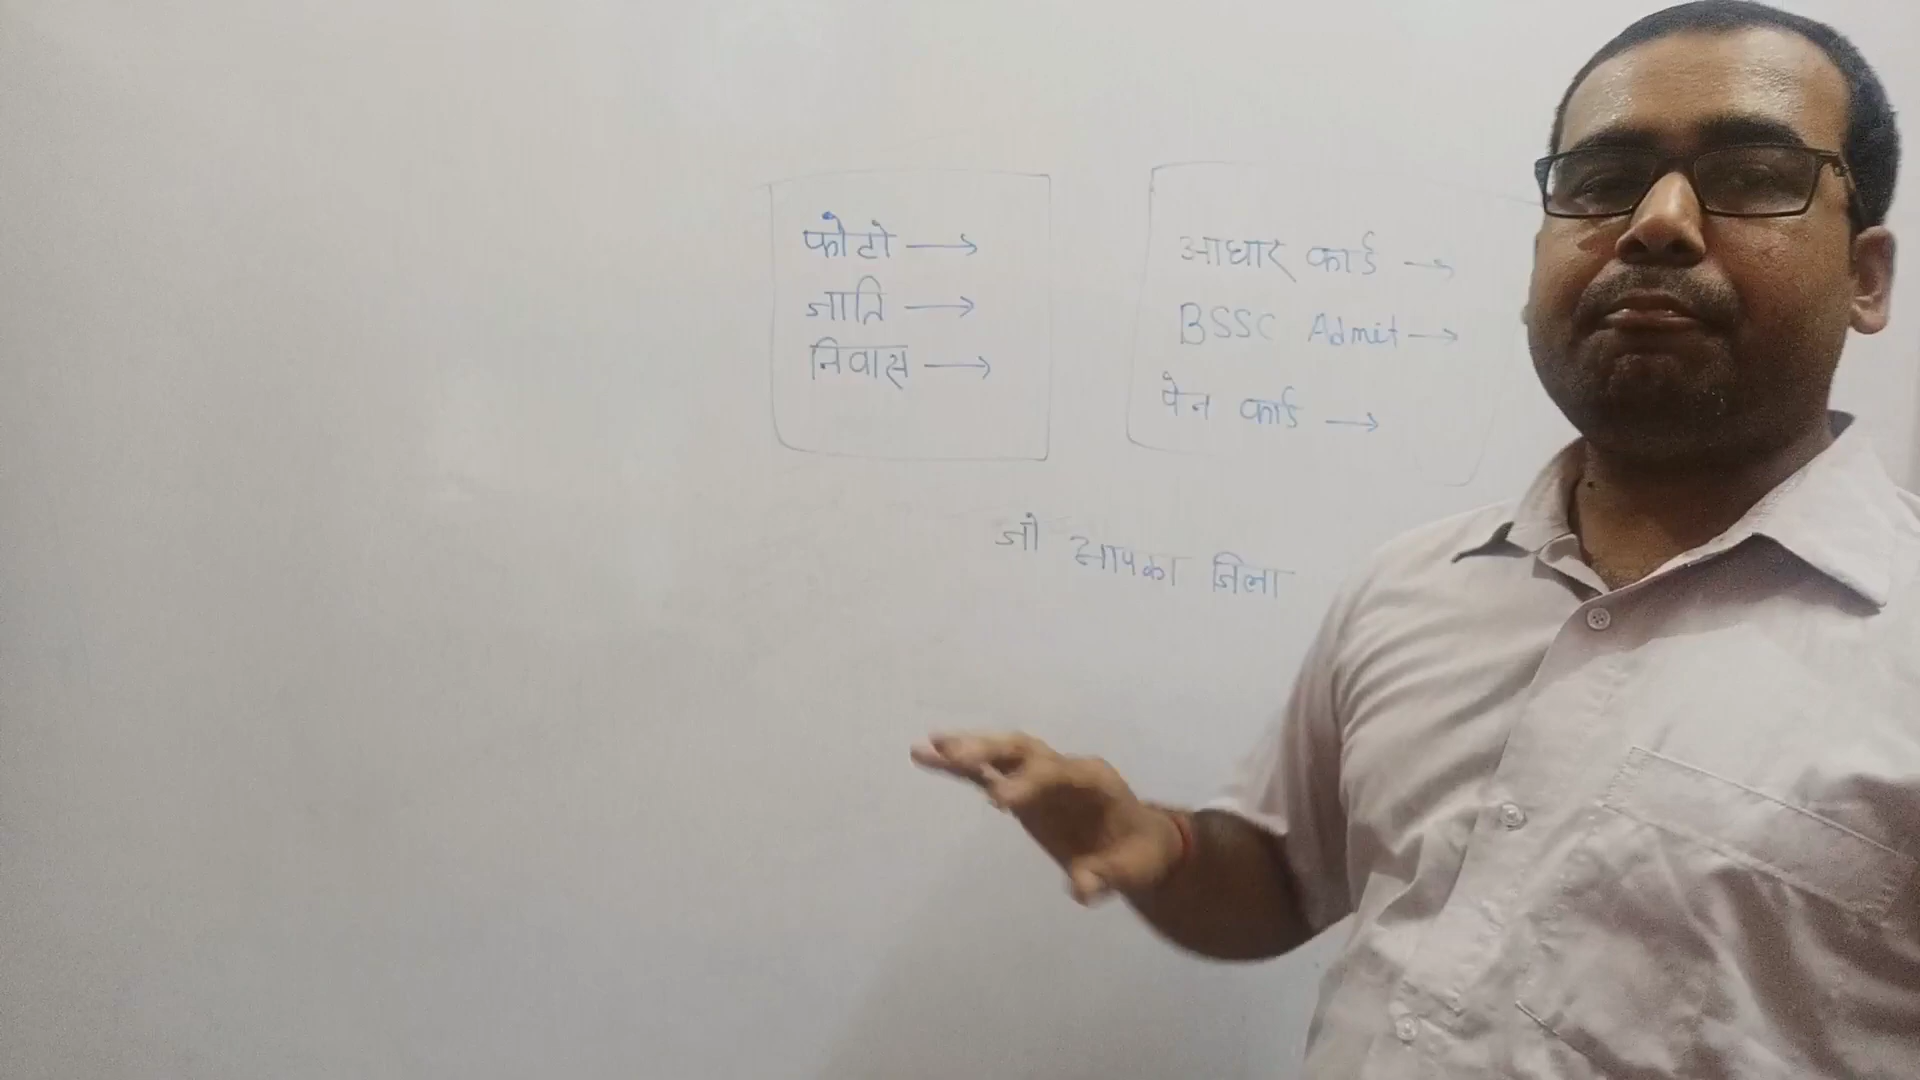 फोटो →
जाति →
निवास →
आधार कार्ड →
BSSC Admit →
पेन कार्ड →
जो आपका जिला